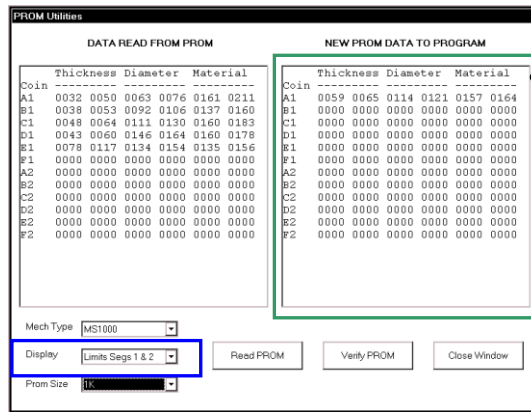 PROM Utilities
DATA READ FROM PROM
Thickness Diameter Material
Coin --------- --------- ---------
A1 0032 0050 0063 0076 0161 0211
B1 0038 0053 0092 0106 0137 0160
C1 0048 0064 0111 0130 0160 0183
D1 0043 0060 0146 0164 0160 0178
E1 0078 0117 0134 0154 0135 0156
F1 0000 0000 0000 0000 0000 0000
A2 0000 0000 0000 0000 0000 0000
B2 0000 0000 0000 0000 0000 0000
C2 0000 0000 0000 0000 0000 0000
D2 0000 0000 0000 0000 0000 0000
E2 0000 0000 0000 0000 0000 0000
F2 0000 0000 0000 0000 0000 0000
NEW PROM DATA TO PROGRAM
Thickness Diameter Material
Coin --------- --------- ---------
A1 0059 0065 0114 0121 0157 0164
B1 0000 0000 0000 0000 0000 0000
C1 0000 0000 0000 0000 0000 0000
D1 0000 0000 0000 0000 0000 0000
E1 0000 0000 0000 0000 0000 0000
F1 0000 0000 0000 0000 0000 0000
A2 0000 0000 0000 0000 0000 0000
B2 0000 0000 0000 0000 0000 0000
C2 0000 0000 0000 0000 0000 0000
D2 0000 0000 0000 0000 0000 0000
E2 0000 0000 0000 0000 0000 0000
F2 0000 0000 0000 0000 0000 0000
Mech Type MS1000
Display Limits Segs 1 & 2
Read PROM Verify PROM Close Window
Prom Size 1K